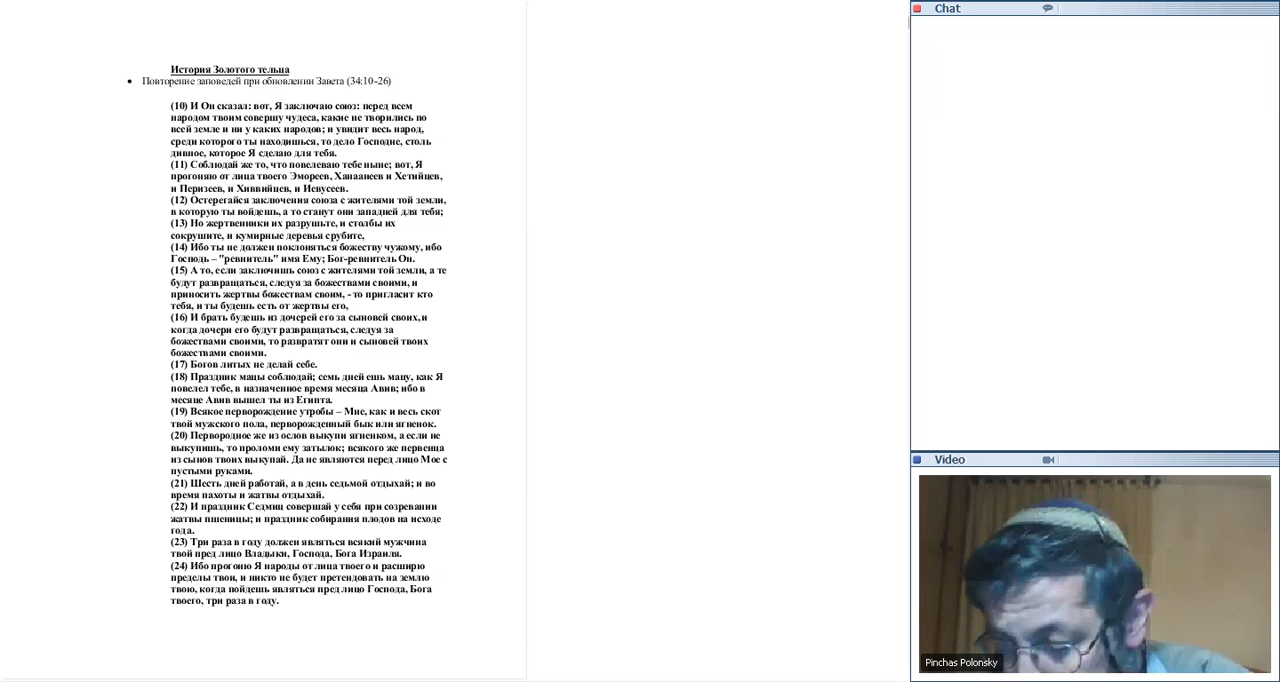 История Золотого тельца
• Повторение заповедей при обновлении Завета (34:10-26)
(10) И Он сказал: вот, Я заключаю союз: перед всем
народом твоим совершу чудеса, какие не творились по
всей земле и ни у каких народов; и увидит весь народ,
среди которого ты находишься, то дело Господне, столь
дивное, которое Я сделаю для тебя.
(11) Соблюдай же то, что повелеваю тебе ныне; вот, Я
прогоняю от лица твоего Эмореев, Ханаанеев и Хетийцев,
и Перизеев, и Хиввийцев, и Иевусеев.
(12) Остерегайся заключения союза с жителями той земли,
в которую ты войдешь, а то станут они западней для тебя;
(13) Но жертвенники их разрушьте, и столбы их
сокрушите, и кумирные деревья срубите,
(14) Ибо ты не должен поклоняться божеству чужому, ибо
Господь – "ревнитель" имя Ему; Бог-ревнитель Он.
(15) А то, если заключишь союз с жителями той земли, а те
будут развращаться, следуя за божествами своими, и
приносить жертвы божествам своим, - то пригласит кто
тебя, и ты будешь есть от жертвы его,
(16) И брать будешь из дочерей его за сыновей своих, и
когда дочери его будут развращаться, следуя за
божествами своими, то развратят они и сыновей твоих
божествами своими.
(17) Богов литых не делай себе.
(18) Праздник мацы соблюдай; семь дней ешь мацу, как Я
повелел тебе, в назначенное время месяца Авив; ибо в
месяце Авив вышел ты из Египта.
(19) Всякое перворождение утробы – Мне, как и весь скот
твой мужского пола, перворожденный бык или ягненок.
(20) Первородное же из ослов выкупи ягненком, а если не
выкупишь, то проломи ему затылок; всякого же первенца
из сынов твоих выкупай. Да не являются перед лицо Мое с
пустыми руками.
(21) Шесть дней работай, а в день седьмой отдыхай; и во
время пахоты и жатвы отдыхай.
(22) И праздник Седмиц совершай у себя при созревании
жатвы пшеницы; и праздник собирания плодов на исходе
года.
(23) Три раза в году должен являться всякий мужчина
твой пред лицо Владыки, Господа, Бога Израиля.
(24) Ибо прогоню Я народы от лица твоего и расширю
пределы твои, и никто не будет претендовать на землю
твою, когда пойдешь являться пред лицо Господа, Бога
твоего, три раза в году.
Chat
Video
Pinchas Polonsky